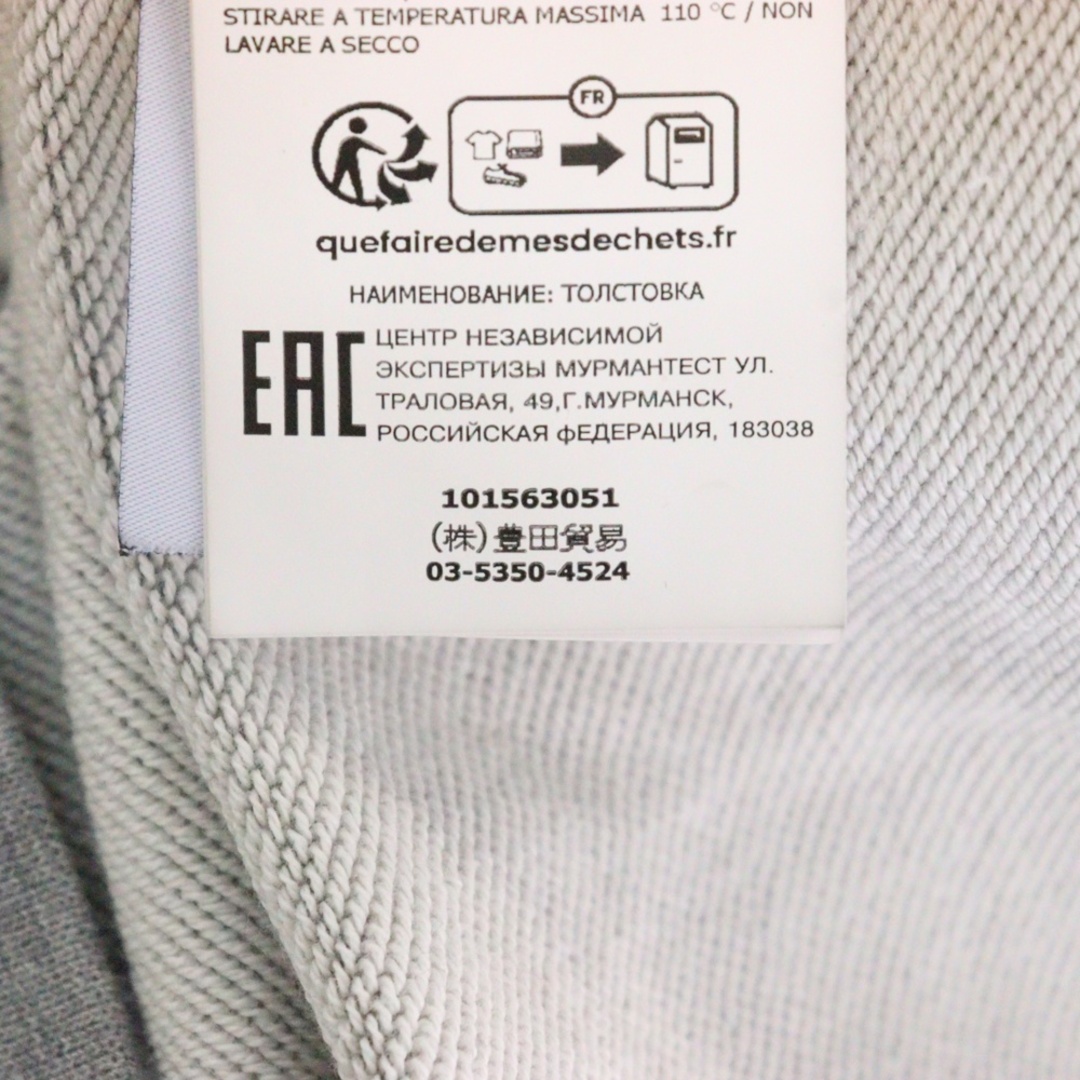 STIRARE A TEMPERATURA MASSIMA 110 °C / NON
LAVARE A SECCO
FR
quefairedemesdechets.fr
НАИМЕНОВАНИЕ: ТОЛСТОВКА
EAC
ЦЕНТР НЕЗАВИСИМОЙ
ЭКСПЕРТИЗЫ МУРМАНТЕСТ УЛ.
ТРАЛОВАЯ, 49,Г.МУРМАНСК,
РОССИЙСКАЯ фЕДЕРАЦИЯ, 183038
101563051
(株)豊田貿易
03-5350-4524